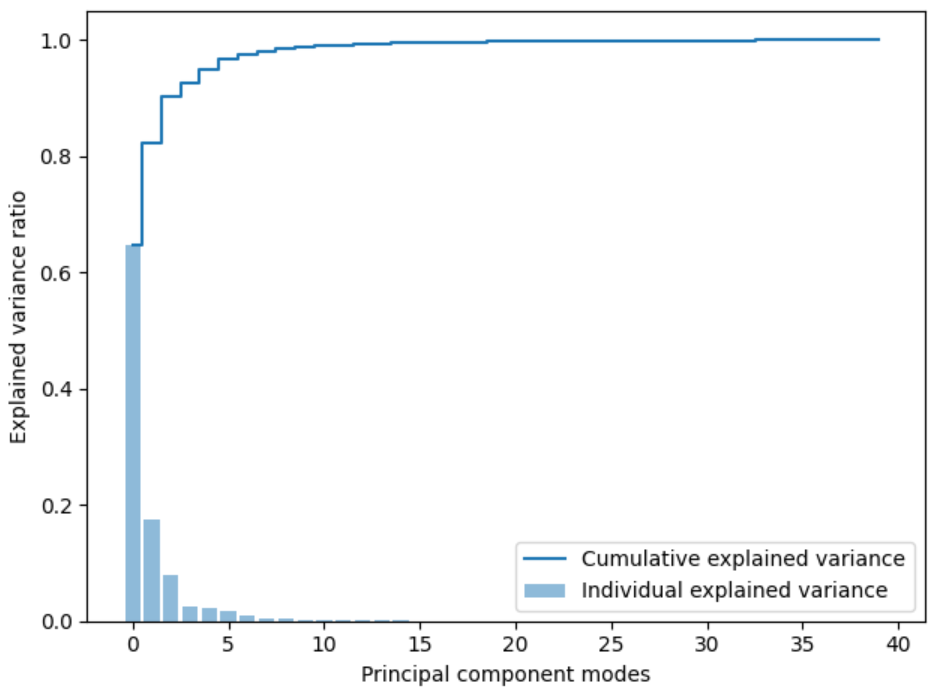 Explained variance ratio
1.0
0.8
0.6
0.4
0.2
0.0
Cumulative explained variance
Individual explained variance
0 5 10 15 20 25 30 35 40
Principal component modes